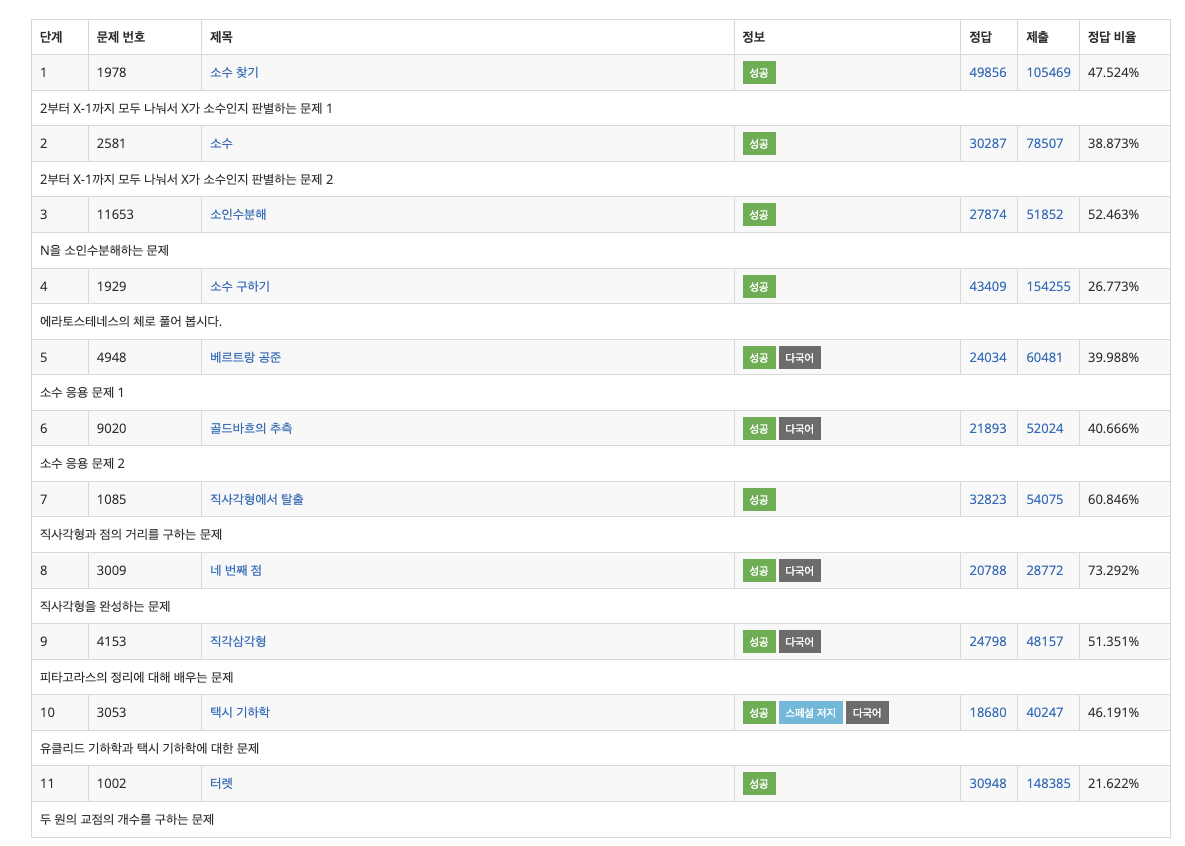 단계 문제 번호 제목 정보 정답 제출 정답 비율
1 1978 소수 찾기 성공 49856 105469 47.524%
2부터 X-1까지 모두 나눠서 X가 소수인지 판별하는 문제 1
2 2581 소수 성공 30287 78507 38.873%
2부터 X-1까지 모두 나눠서 X가 소수인지 판별하는 문제 2
3 11653 소인수분해 성공 27874 51852 52.463%
N을 소인수분해하는 문제
4 1929 소수 구하기 성공 43409 154255 26.773%
에라토스테네스의 체로 풀어 봅시다.
5 4948 베르트랑 공준 성공 다국어 24034 60481 39.988%
소수 응용 문제 1
6 9020 골드바흐의 추측 성공 다국어 21893 52024 40.666%
소수 응용 문제 2
7 1085 직사각형에서 탈출 성공 32823 54075 60.846%
직사각형과 점의 거리를 구하는 문제
8 3009 네 번째 점 성공 다국어 20788 28772 73.292%
직사각형을 완성하는 문제
9 4153 직각삼각형 성공 다국어 24798 48157 51.351%
피타고라스의 정리에 대해 배우는 문제
10 3053 택시 기하학 성공 스페셜 저지 다국어 18680 40247 46.191%
유클리드 기하학과 택시 기하학에 대한 문제
11 1002 터렛 성공 30948 148385 21.622%
두 원의 교점의 개수를 구하는 문제